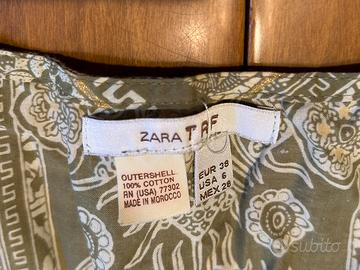 ZARA TRF
OUTERSHELL
100% COTTON
RN (USA) 77302
MADE IN MOROCCO
EUR 38
USA 6
MEX 28
subito